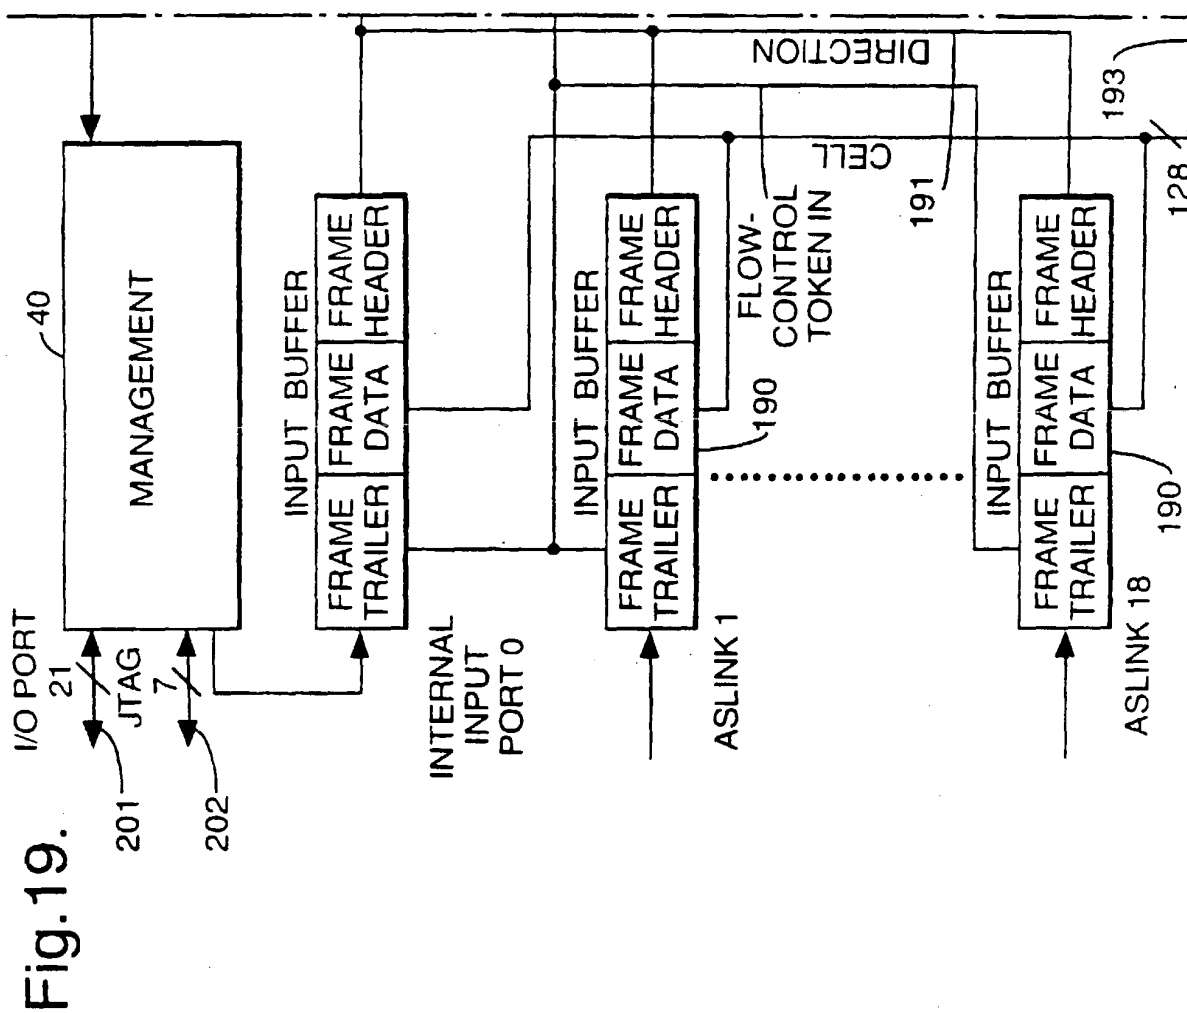 Fig.19.
I/O PORT
21
201
JTAG
7
202
40
MANAGEMENT
INTERNAL
INPUT
PORT 0
INPUT BUFFER
FRAME
TRAILER
FRAME
DATA
FRAME
HEADER
ASLINK 1
INPUT BUFFER
FRAME
TRAILER
FRAME
DATA
FRAME
HEADER
190
FLOW-
CONTROL
TOKEN IN
CELL
DIRECTION
191
ASLINK 18
INPUT BUFFER
FRAME
TRAILER
FRAME
DATA
FRAME
HEADER
190
128
193